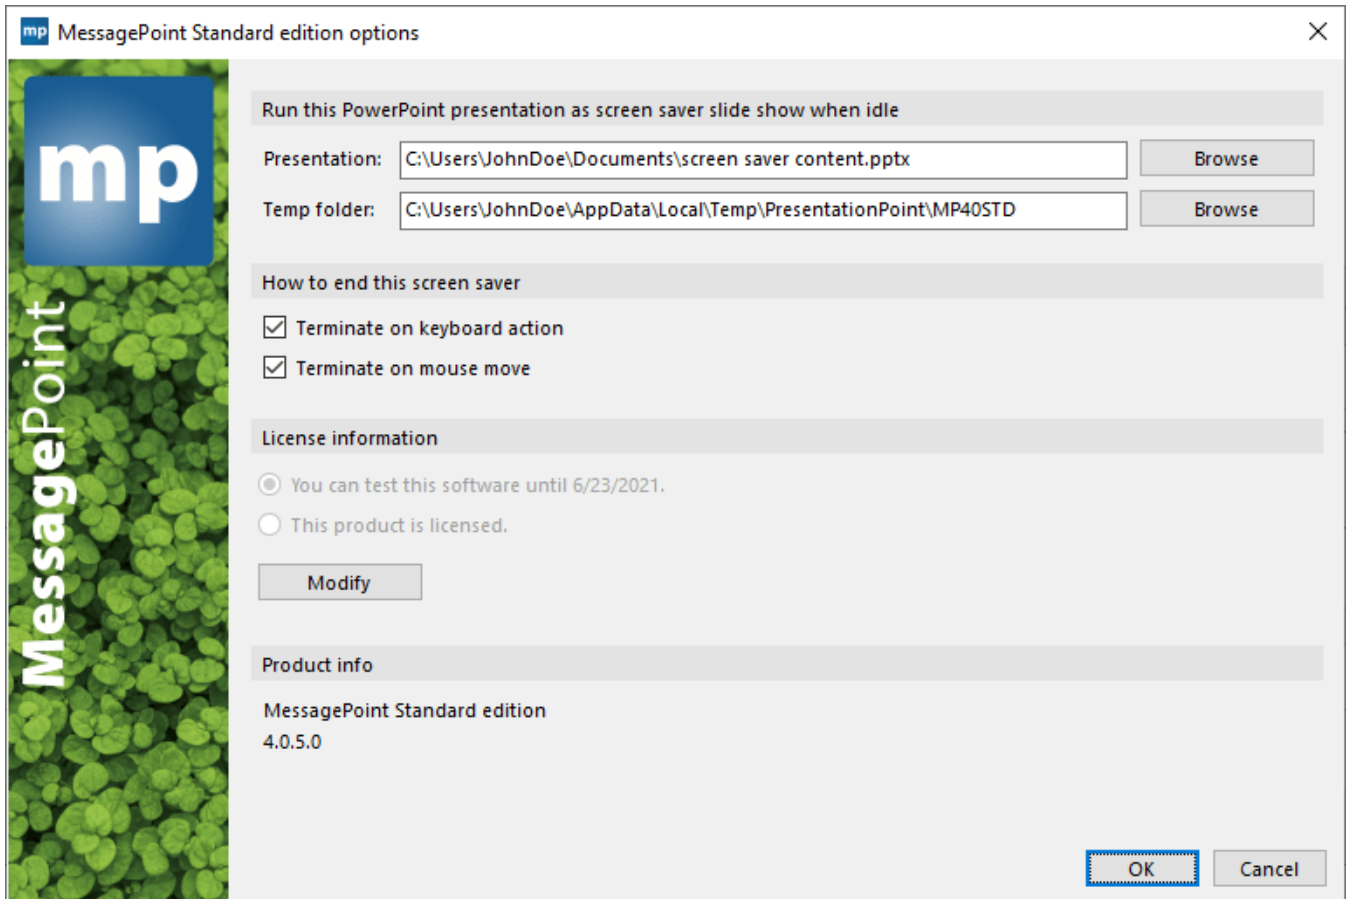 mp MessagePoint Standard edition options
mp
MessagePoint
Run this PowerPoint presentation as screen saver slide show when idle
Presentation: C:\Users\JohnDoe\Documents\screen saver content.pptx Browse
Temp folder: C:\Users\JohnDoe\AppData\Local\Temp\PresentationPoint\MP40STD Browse
How to end this screen saver
Terminate on keyboard action
Terminate on mouse move
License information
You can test this software until 6/23/2021.
This product is licensed.
Modify
Product info
MessagePoint Standard edition
4.0.5.0
OK Cancel